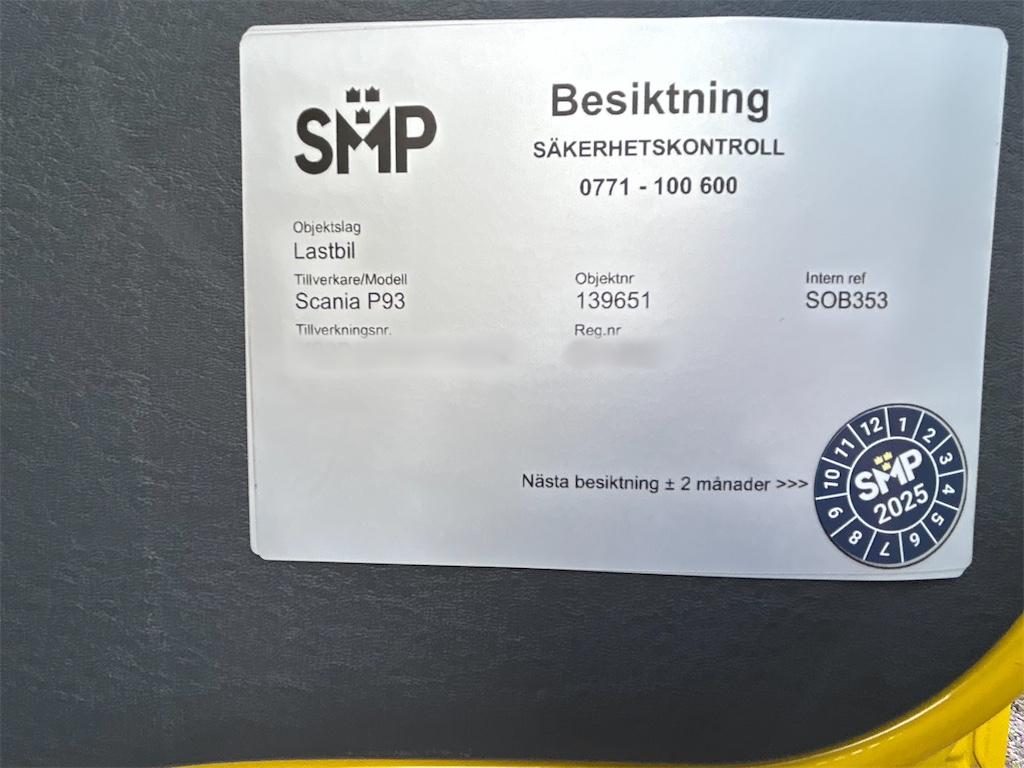 SMP
Besiktning
SÄKERHETSKONTROLL
0771 - 100 600
Objektslag
Lastbil
Tillverkare/Modell
Scania P93
Objektnr
139651
Intern ref
SOB353
Tillverkningsnr.
Reg.nr
Nästa besiktning ± 2 månader >>>
1 2 3 4 5 6 7 8 9 10 11 12
SMP
2025